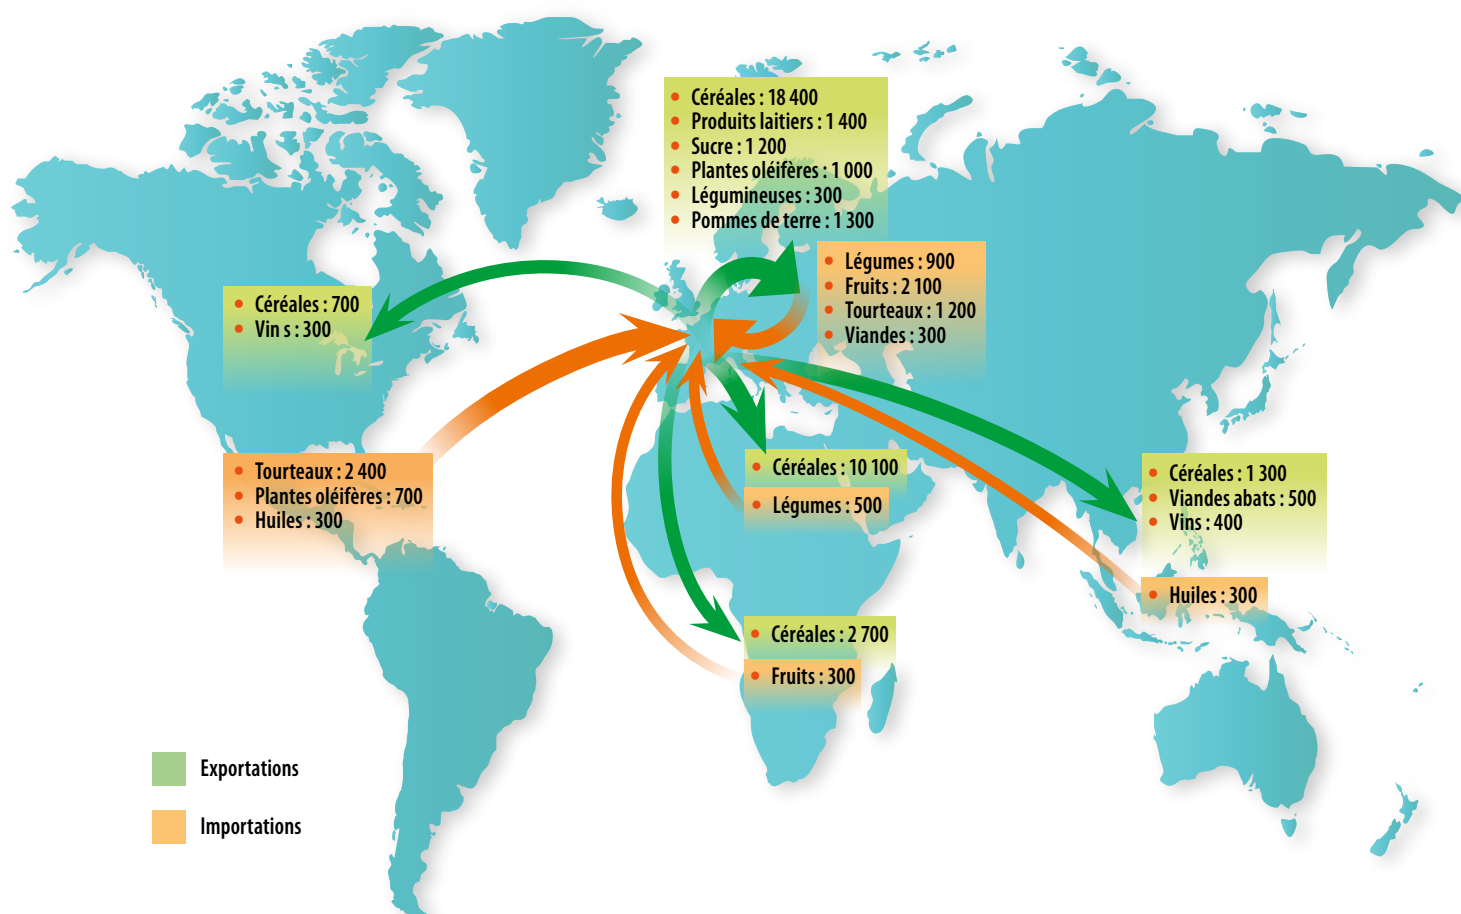 • Céréales : 18 400
• Produits laitiers : 1 400
• Sucre : 1 200
• Plantes oléifères : 1 000
• Légumineuses : 300
• Pommes de terre : 1 300
• Légumes : 900
• Fruits : 2 100
• Tourteaux : 1 200
• Viandes : 300
• Céréales : 700
• Vin s : 300
• Tourteaux : 2 400
• Plantes oléifères : 700
• Huiles : 300
• Céréales : 10 100
• Légumes : 500
• Céréales : 1 300
• Viandes abats : 500
• Vins : 400
• Huiles : 300
• Céréales : 2 700
• Fruits : 300
Exportations
Importations